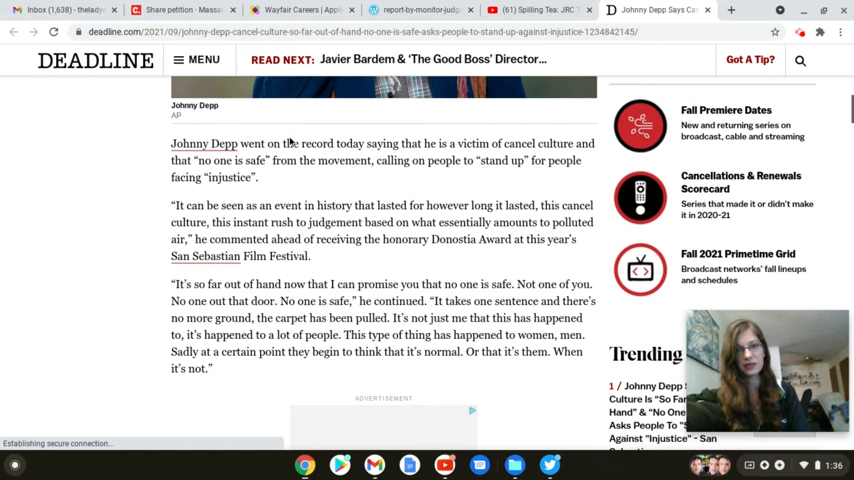 Inbox (1,638) - thelady
Share petition · Massac
Wayfair Careers | Apply
report-by-monitor-judg
(61) Spilling Tea: JRC T
Johnny Depp Says Ca
deadline.com/2021/09/johnny-depp-cancel-culture-so-far-out-of-hand-no-one-is-safe-asks-people-to-stand-up-against-injustice-1234842145/
DEADLINE
MENU
READ NEXT: Javier Bardem & ‘The Good Boss’ Director...
Got A Tip?
Johnny Depp
AP
Johnny Depp went on the record today saying that he is a victim of cancel culture and
that “no one is safe” from the movement, calling on people to “stand up” for people
facing “injustice”.
“It can be seen as an event in history that lasted for however long it lasted, this cancel
culture, this instant rush to judgement based on what essentially amounts to polluted
air,” he commented ahead of receiving the honorary Donostia Award at this year’s
San Sebastian Film Festival.
“It’s so far out of hand now that I can promise you that no one is safe. Not one of you.
No one out that door. No one is safe,” he continued. “It takes one sentence and there’s
no more ground, the carpet has been pulled. It’s not just me that this has happened
to, it’s happened to a lot of people. This type of thing has happened to women, men.
Sadly at a certain point they begin to think that it’s normal. Or that it’s them. When
it’s not.”
ADVERTISEMENT
Fall Premiere Dates
New and returning series on
broadcast, cable and streaming
Cancellations & Renewals
Scorecard
Series that made it or didn’t make
it in 2020-21
Fall 2021 Primetime Grid
Broadcast networks’ fall lineups
and schedules
Trending
1 / Johnny Depp
Culture Is “So Far
Hand” & “No One
Asks People To “S
Against “Injustice” - San
Sebastian
Establishing secure connection...
1:36